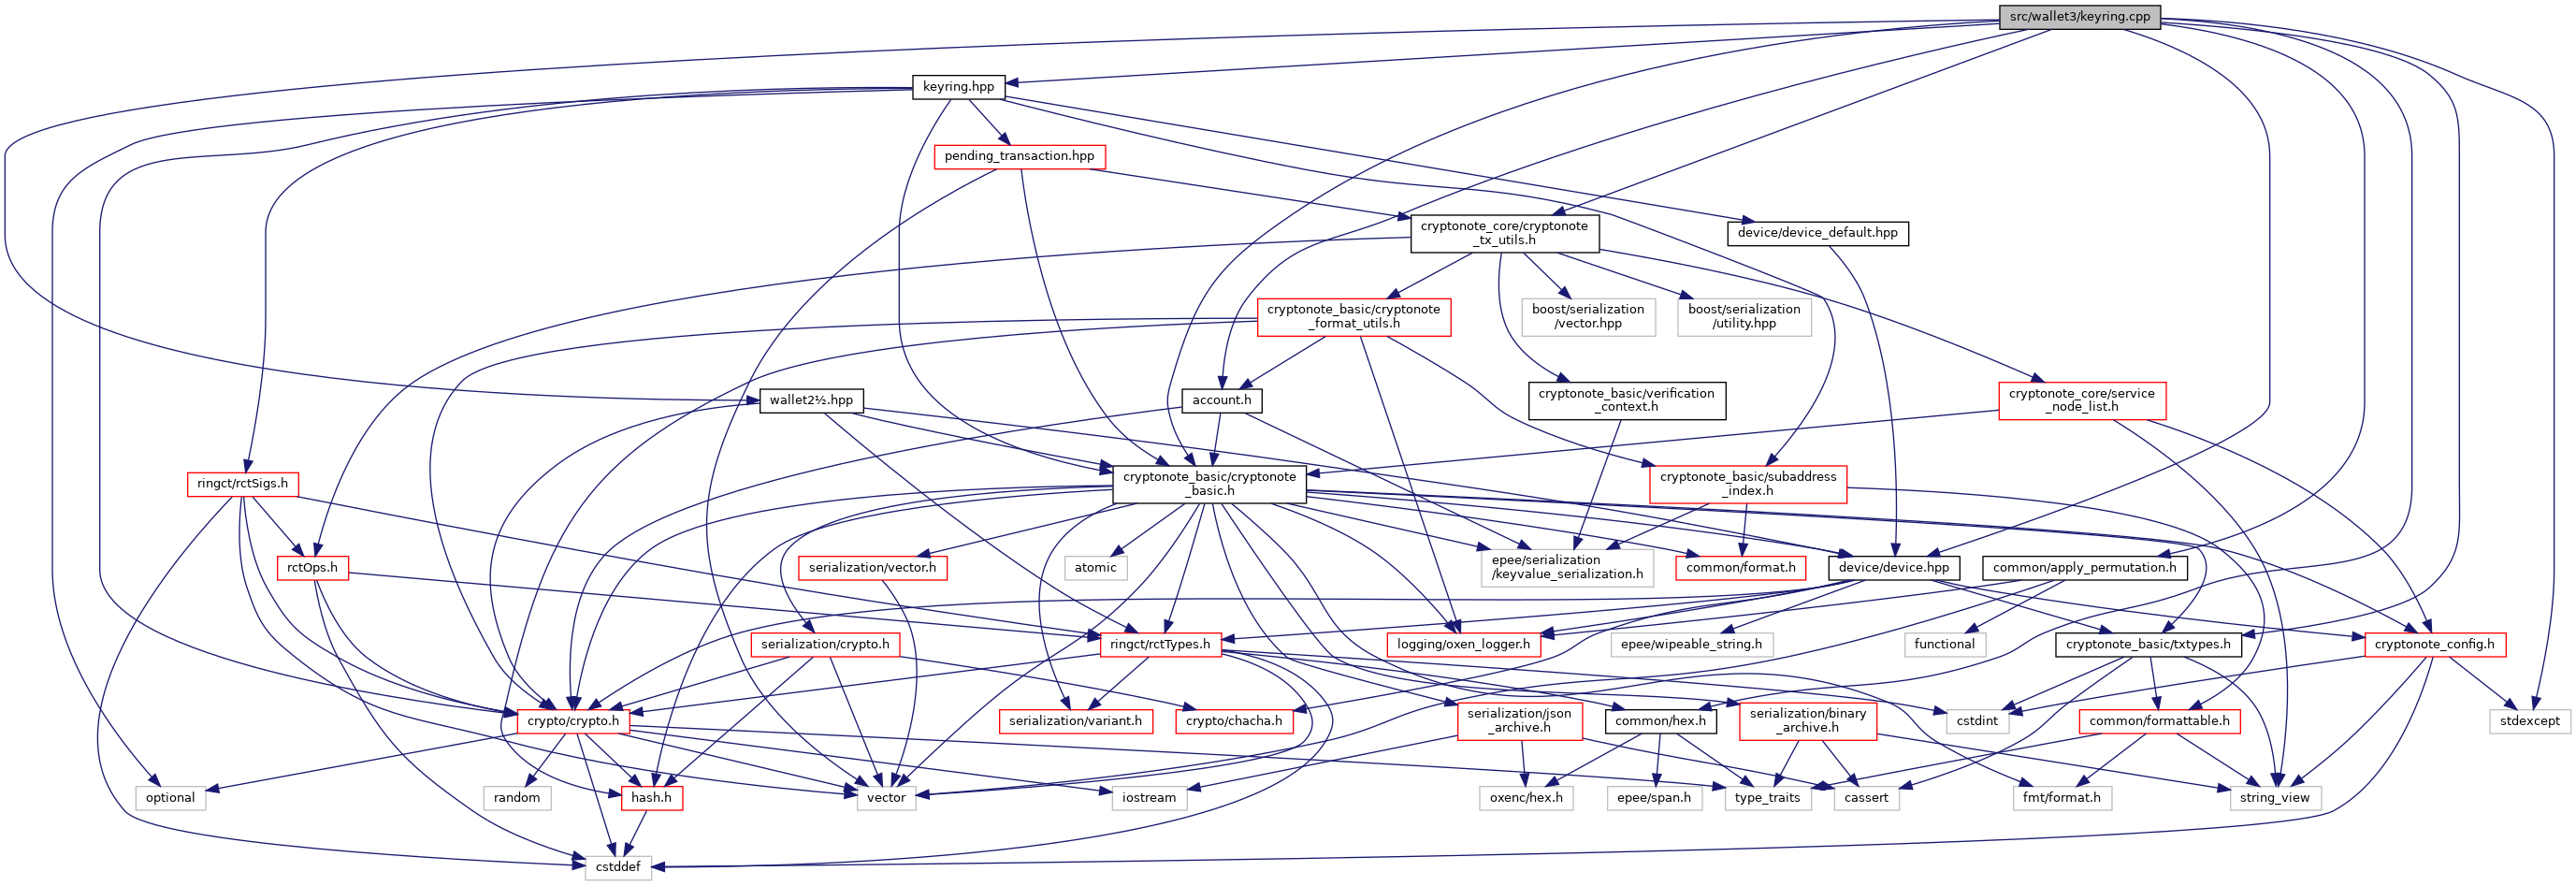 src/wallet3/keyring.cpp
keyring.hpp
pending_transaction.hpp
cryptonote_core/cryptonote
_tx_utils.h
device/device_default.hpp
cryptonote_basic/cryptonote
_format_utils.h
boost/serialization
/vector.hpp
boost/serialization
/utility.hpp
wallet2½.hpp
account.h
cryptonote_basic/verification
_context.h
cryptonote_core/service
_node_list.h
ringct/rctSigs.h
cryptonote_basic/cryptonote
_basic.h
cryptonote_basic/subaddress
_index.h
rctOps.h
serialization/vector.h
atomic
epee/serialization
/keyvalue_serialization.h
common/format.h
device/device.hpp
common/apply_permutation.h
serialization/crypto.h
ringct/rctTypes.h
logging/oxen_logger.h
epee/wipeable_string.h
functional
cryptonote_basic/txtypes.h
cryptonote_config.h
crypto/crypto.h
serialization/variant.h
crypto/chacha.h
serialization/json
_archive.h
common/hex.h
serialization/binary
_archive.h
cstdint
common/formattable.h
stdexcept
optional
random
hash.h
vector
iostream
oxenc/hex.h
epee/span.h
type_traits
cassert
fmt/format.h
string_view
cstddef